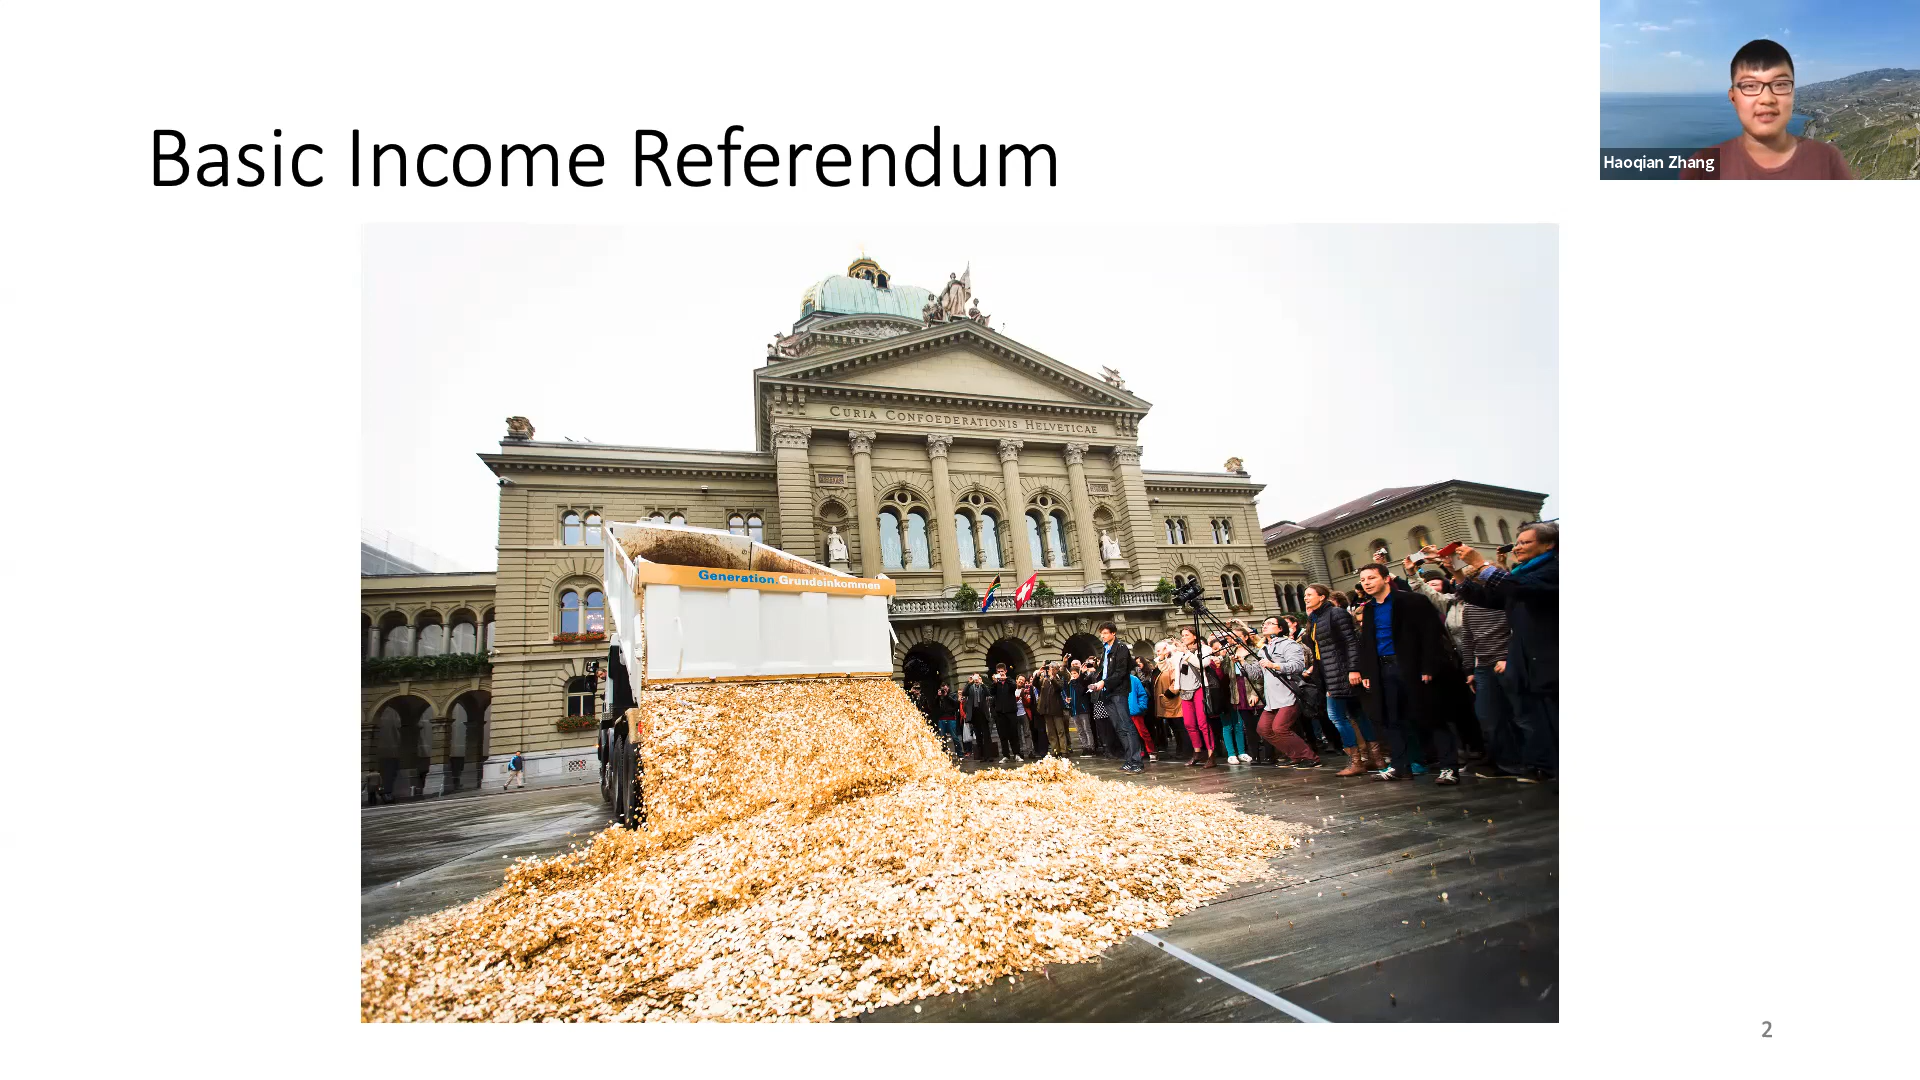 Basic Income Referendum
Haoqian Zhang
CURIA CONFOEDERATIONIS HELVETICAE
Generation.Grundeinkommen
2